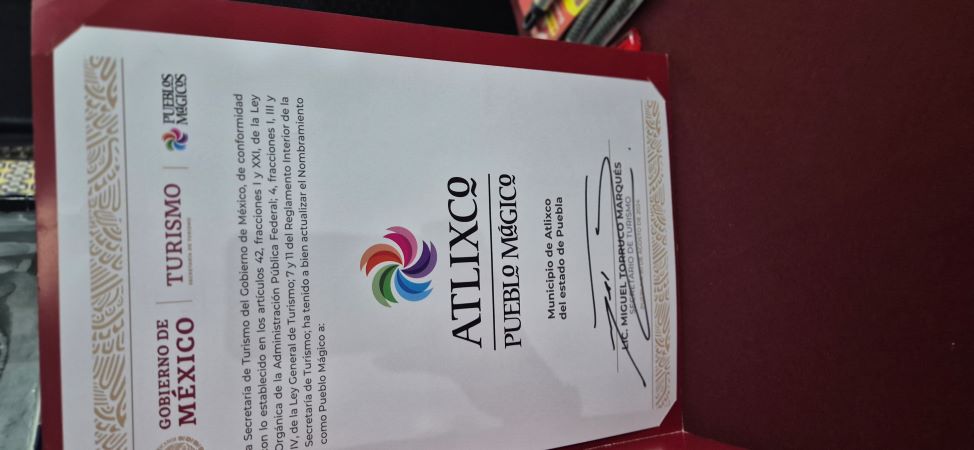 GOBIERNO DE
MÉXICO
TURISMO
SECRETARÍA DE TURISMO
PUEBLOS
MÁGICOS
a Secretaría de Turismo del Gobierno de México, de conformidad
con lo establecido en los artículos 42, fracciones I y XXI, de la Ley
Orgánica de la Administración Pública Federal; 4, fracciones I, III y
IV, de la Ley General de Turismo; 7 y 11 del Reglamento Interior de la
Secretaría de Turismo; ha tenido a bien actualizar el Nombramiento
como Pueblo Mágico a:
ATLIXCO
PUEBLO MÁGICO
Municipio de Atlixco
del estado de Puebla
LIC. MIGUEL TORRUCO MARQUÉS
SECRETARIO DE TURISMO